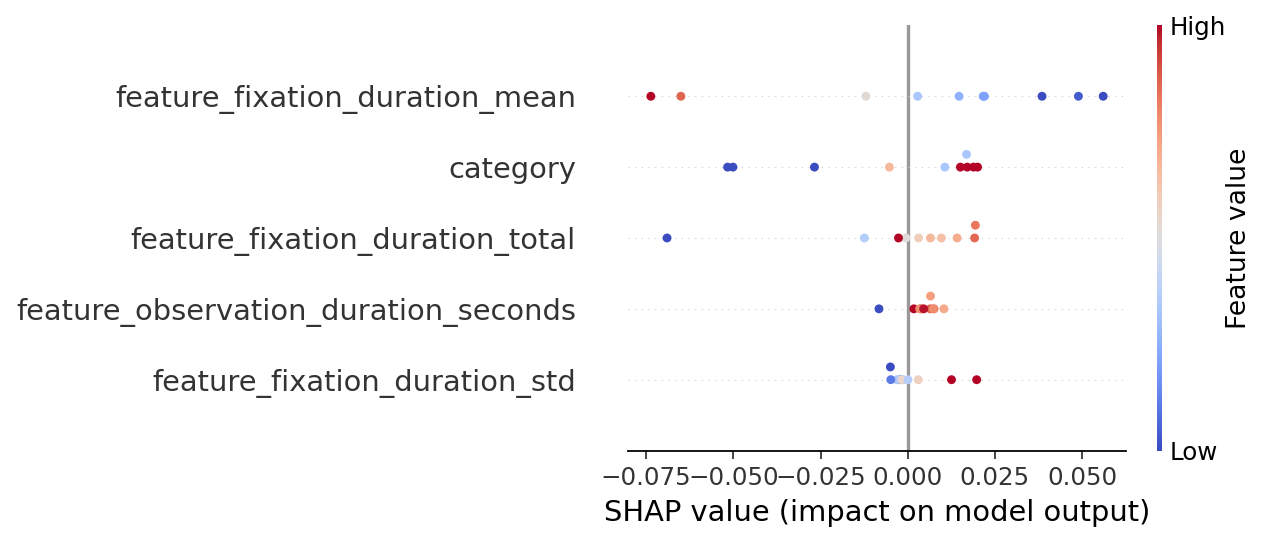 High
feature_fixation_duration_mean
category
feature_fixation_duration_total
feature_observation_duration_seconds
feature_fixation_duration_std
Feature value
Low
−0.075 −0.050 −0.025 0.000 0.025 0.050
SHAP value (impact on model output)